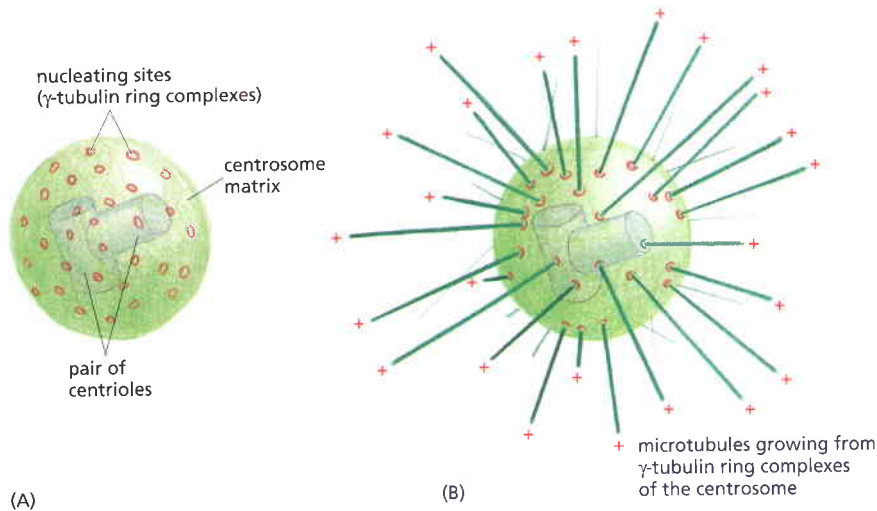 nucleating sites
(γ-tubulin ring complexes)
centrosome
matrix
pair of
centrioles
(A)
+ microtubules growing from
γ-tubulin ring complexes
of the centrosome
(B)